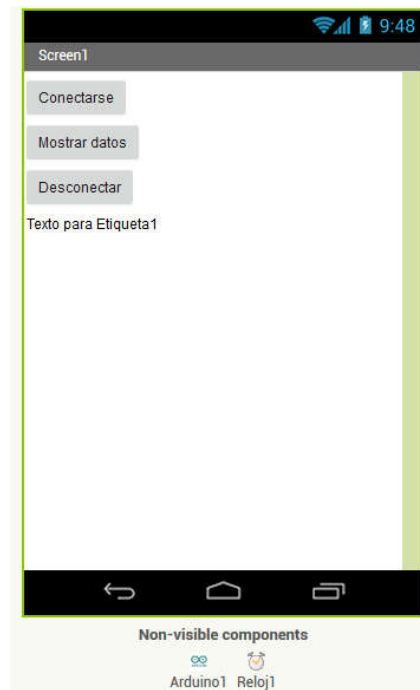 9:48
Screen1
Conectarse
Mostrar datos
Desconectar
Texto para Etiqueta1
Non-visible components
Arduino1 Reloj1